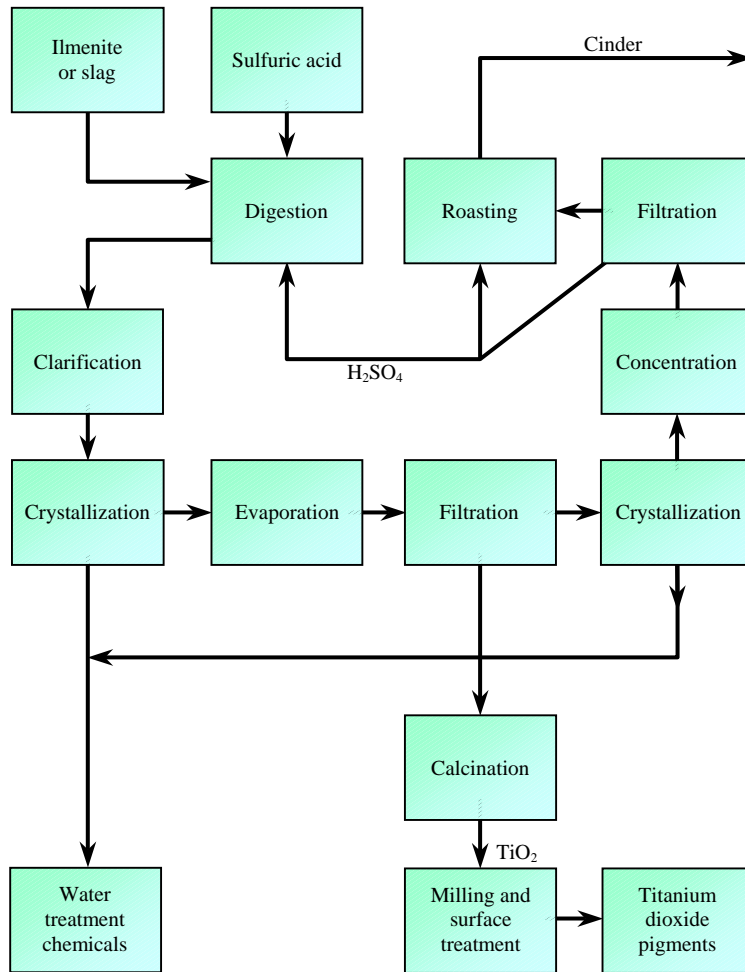 Ilmenite
or slag
Sulfuric acid
Cinder
Digestion
Roasting
Filtration
Clarification
H₂SO₄
Concentration
Crystallization
Evaporation
Filtration
Crystallization
Calcination
TiO₂
Water
treatment
chemicals
Milling and
surface
treatment
Titanium
dioxide
pigments